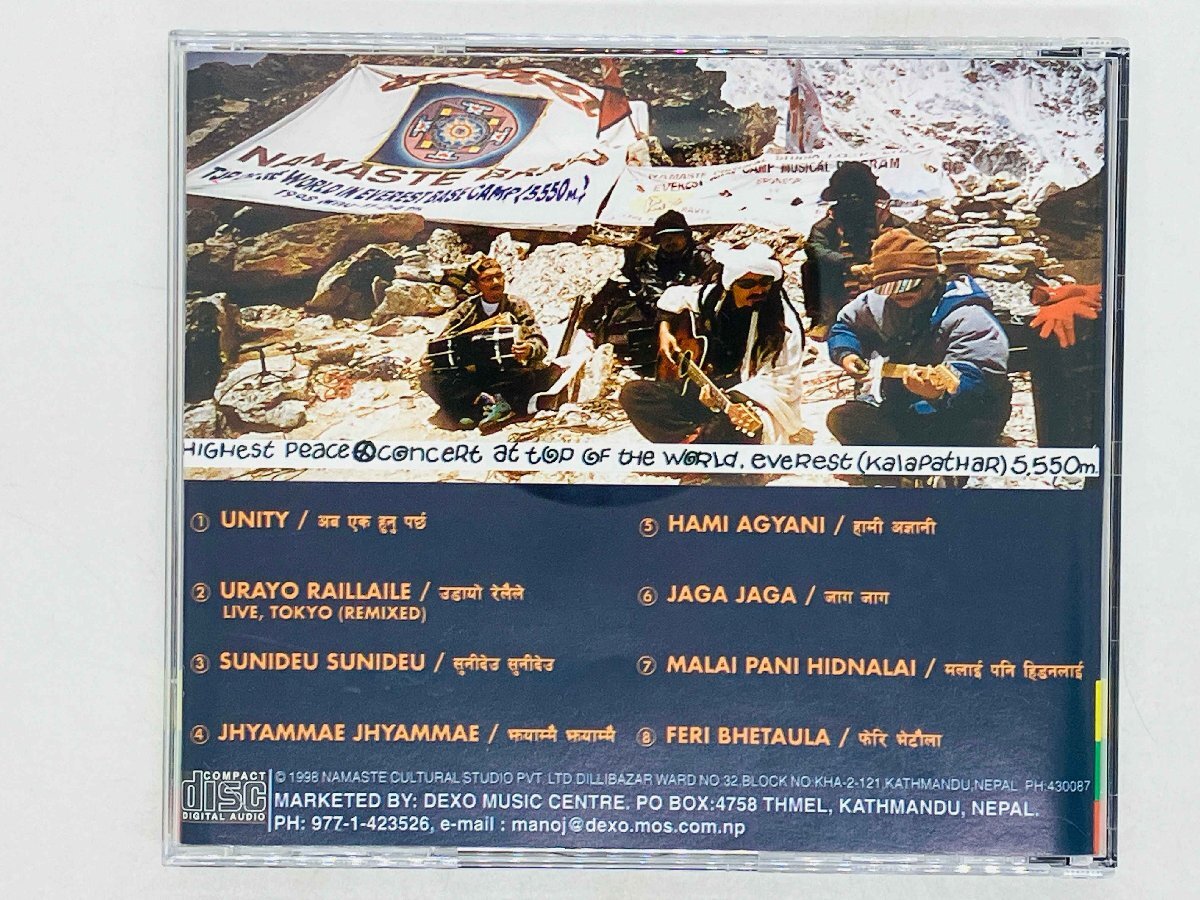 NAMASTE
WORLD IN EVEREST BASE CAMP (5550m)
CAMP MUSICAL PROGRAM
EVEREST
HIGHEST PEACE CONCERT at top OF the WORLD. EVEREST (KALAPATHAR) 5,550m.
① UNITY / अब एक हुनु पर्छ
② URAYO RAILLAILE / उडायो रेलैले
LIVE, TOKYO (REMIXED)
③ SUNIDEU SUNIDEU / सुनीदेउ सुनीदेउ
④ JHYAMMAE JHYAMMAE / झ्याम्मै झ्याम्मै
⑤ HAMI AGYANI / हामी अज्ञानी
⑥ JAGA JAGA / जाग जाग
⑦ MALAI PANI HIDNALAI / मलाई पनि हिडनलाई
⑧ FERI BHETAULA / फेरि भेटौला
COMPACT
disc
DIGITAL AUDIO
© 1998 NAMASTE CULTURAL STUDIO PVT. LTD. DILLIBAZAR WARD NO. 32, BLOCK NO. KHA-2-121, KATHMANDU, NEPAL PH:430087
MARKETED BY: DEXO MUSIC CENTRE. PO BOX:4758 THMEL, KATHMANDU, NEPAL.
PH: 977-1-423526, e-mail : manoj@dexo.mos.com.np